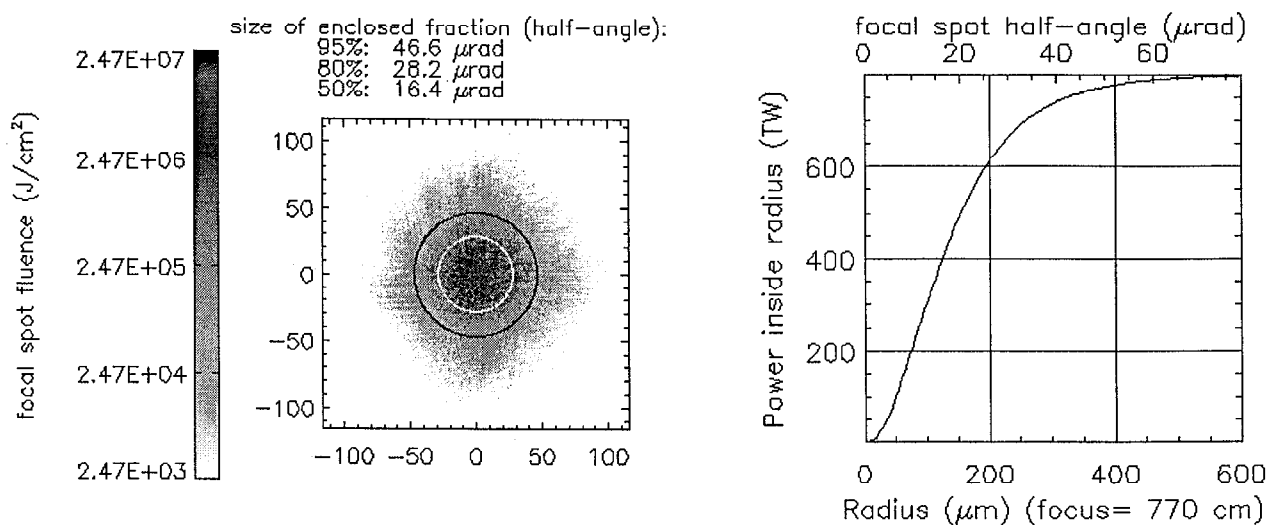 size of enclosed fraction (half-angle):
95%: 46.6 μrad
80%: 28.2 μrad
50%: 16.4 μrad
focal spot fluence (J/cm²)
2.47E+07
2.47E+06
2.47E+05
2.47E+04
2.47E+03
100
50
0
-50
-100
-100 -50 0 50 100
focal spot half-angle (μrad)
0 20 40 60
Power inside radius (TW)
600
400
200
0 200 400 600
Radius (μm) (focus= 770 cm)